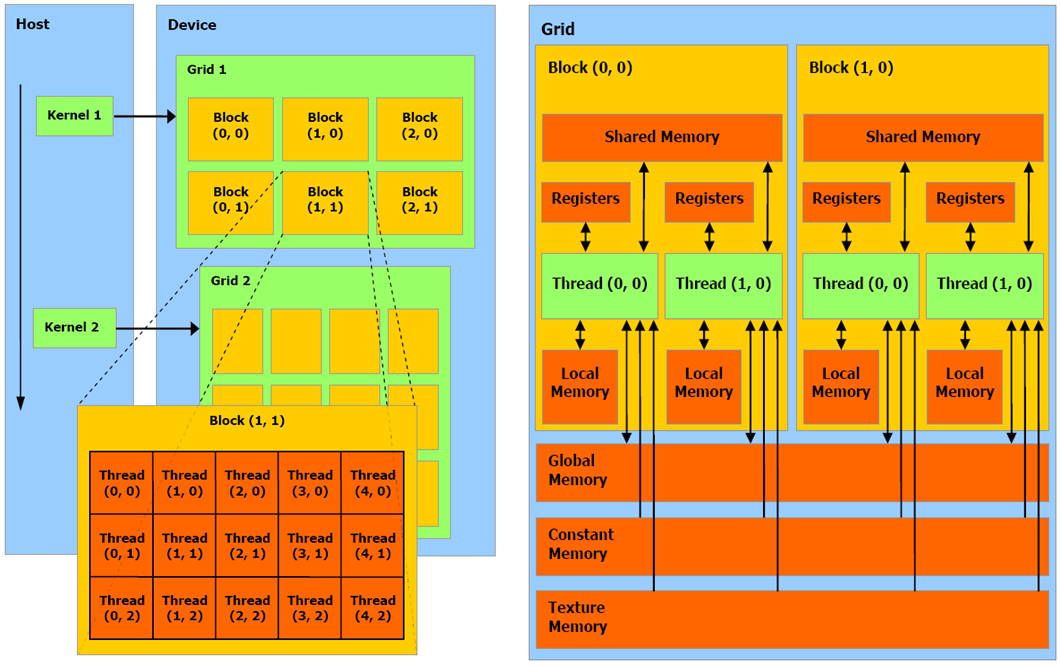 Host
Device
Grid 1
Kernel 1
Block
(0, 0)
Block
(1, 0)
Block
(2, 0)
Block
(0, 1)
Block
(1, 1)
Block
(2, 1)
Grid 2
Kernel 2
Block (1, 1)
Thread
(0, 0)
Thread
(1, 0)
Thread
(2, 0)
Thread
(3, 0)
Thread
(4, 0)
Thread
(0, 1)
Thread
(1, 1)
Thread
(2, 1)
Thread
(3, 1)
Thread
(4, 1)
Thread
(0, 2)
Thread
(1, 2)
Thread
(2, 2)
Thread
(3, 2)
Thread
(4, 2)
Grid
Block (0, 0)
Shared Memory
Registers
Registers
Thread (0, 0)
Thread (1, 0)
Local
Memory
Local
Memory
Block (1, 0)
Shared Memory
Registers
Registers
Thread (0, 0)
Thread (1, 0)
Local
Memory
Local
Memory
Global
Memory
Constant
Memory
Texture
Memory